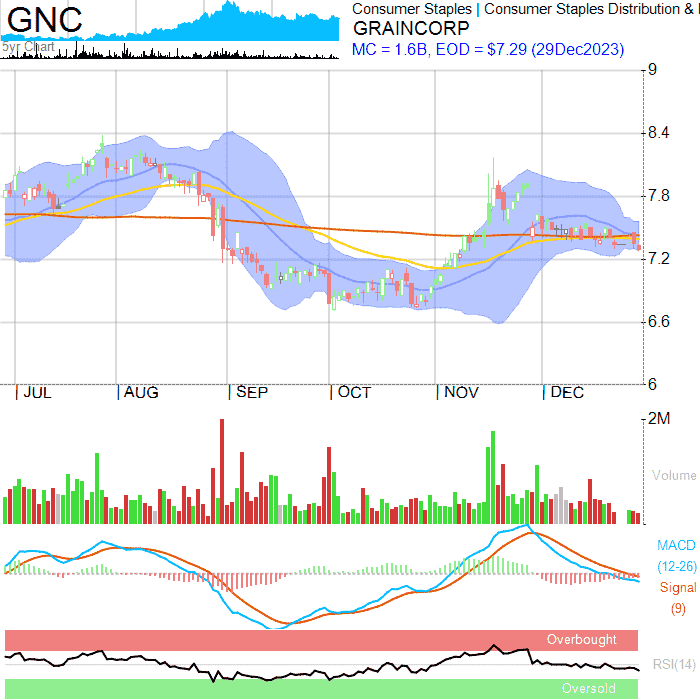 GNC
Consumer Staples | Consumer Staples Distribution &
GRAINCORP
5yr Chart
MC = 1.6B, EOD = $7.29 (29Dec2023)
9
8.4
7.8
7.2
6.6
6
JUL
AUG
SEP
OCT
NOV
DEC
2M
Volume
MACD
(12-26)
Signal
(9)
Overbought
RSI(14)
Oversold